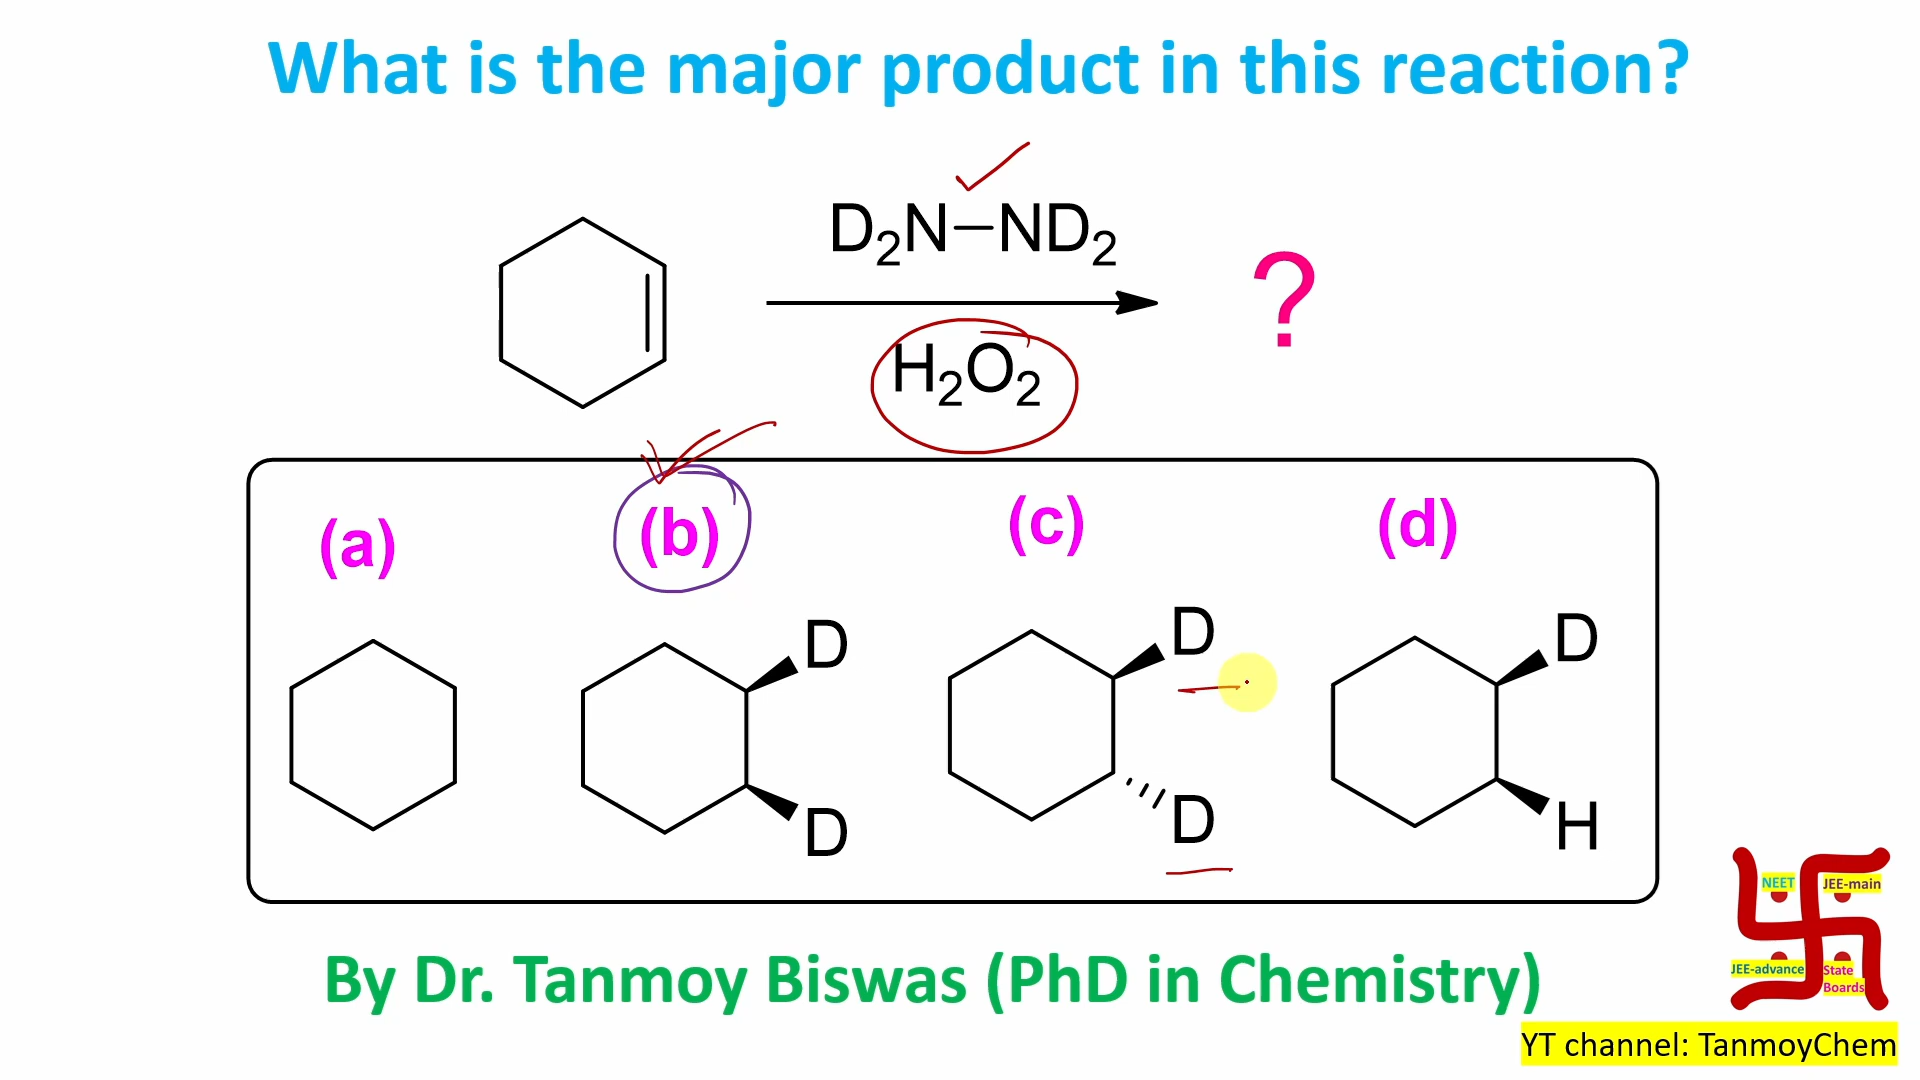 What is the major product in this reaction?
D₂N–ND₂
H₂O₂
?
(a) (b) (c) (d)
D D D
D D H
By Dr. Tanmoy Biswas (PhD in Chemistry)
NEET JEE-main
JEE-advance State
Boards
YT channel: TanmoyChem